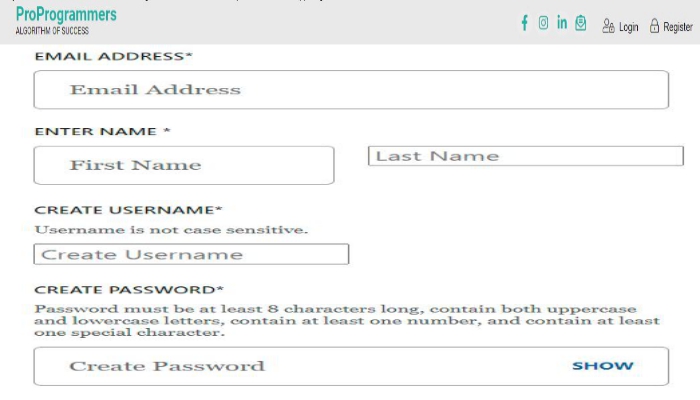 ProProgrammers
ALGORITHM OF SUCCESS
Login Register
EMAIL ADDRESS*
Email Address
ENTER NAME *
First Name Last Name
CREATE USERNAME*
Username is not case sensitive.
Create Username
CREATE PASSWORD*
Password must be at least 8 characters long, contain both uppercase
and lowercase letters, contain at least one number, and contain at least
one special character.
Create Password SHOW